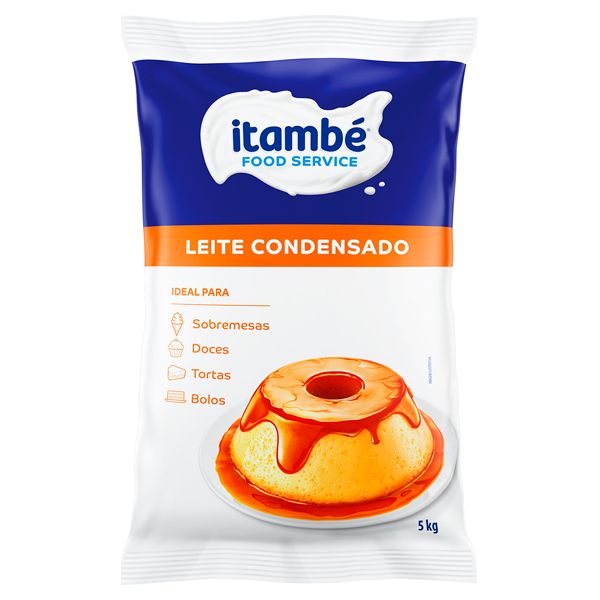 itambé
FOOD SERVICE
LEITE CONDENSADO
IDEAL PARA
Sobremesas
Doces
Tortas
Bolos
5 kg